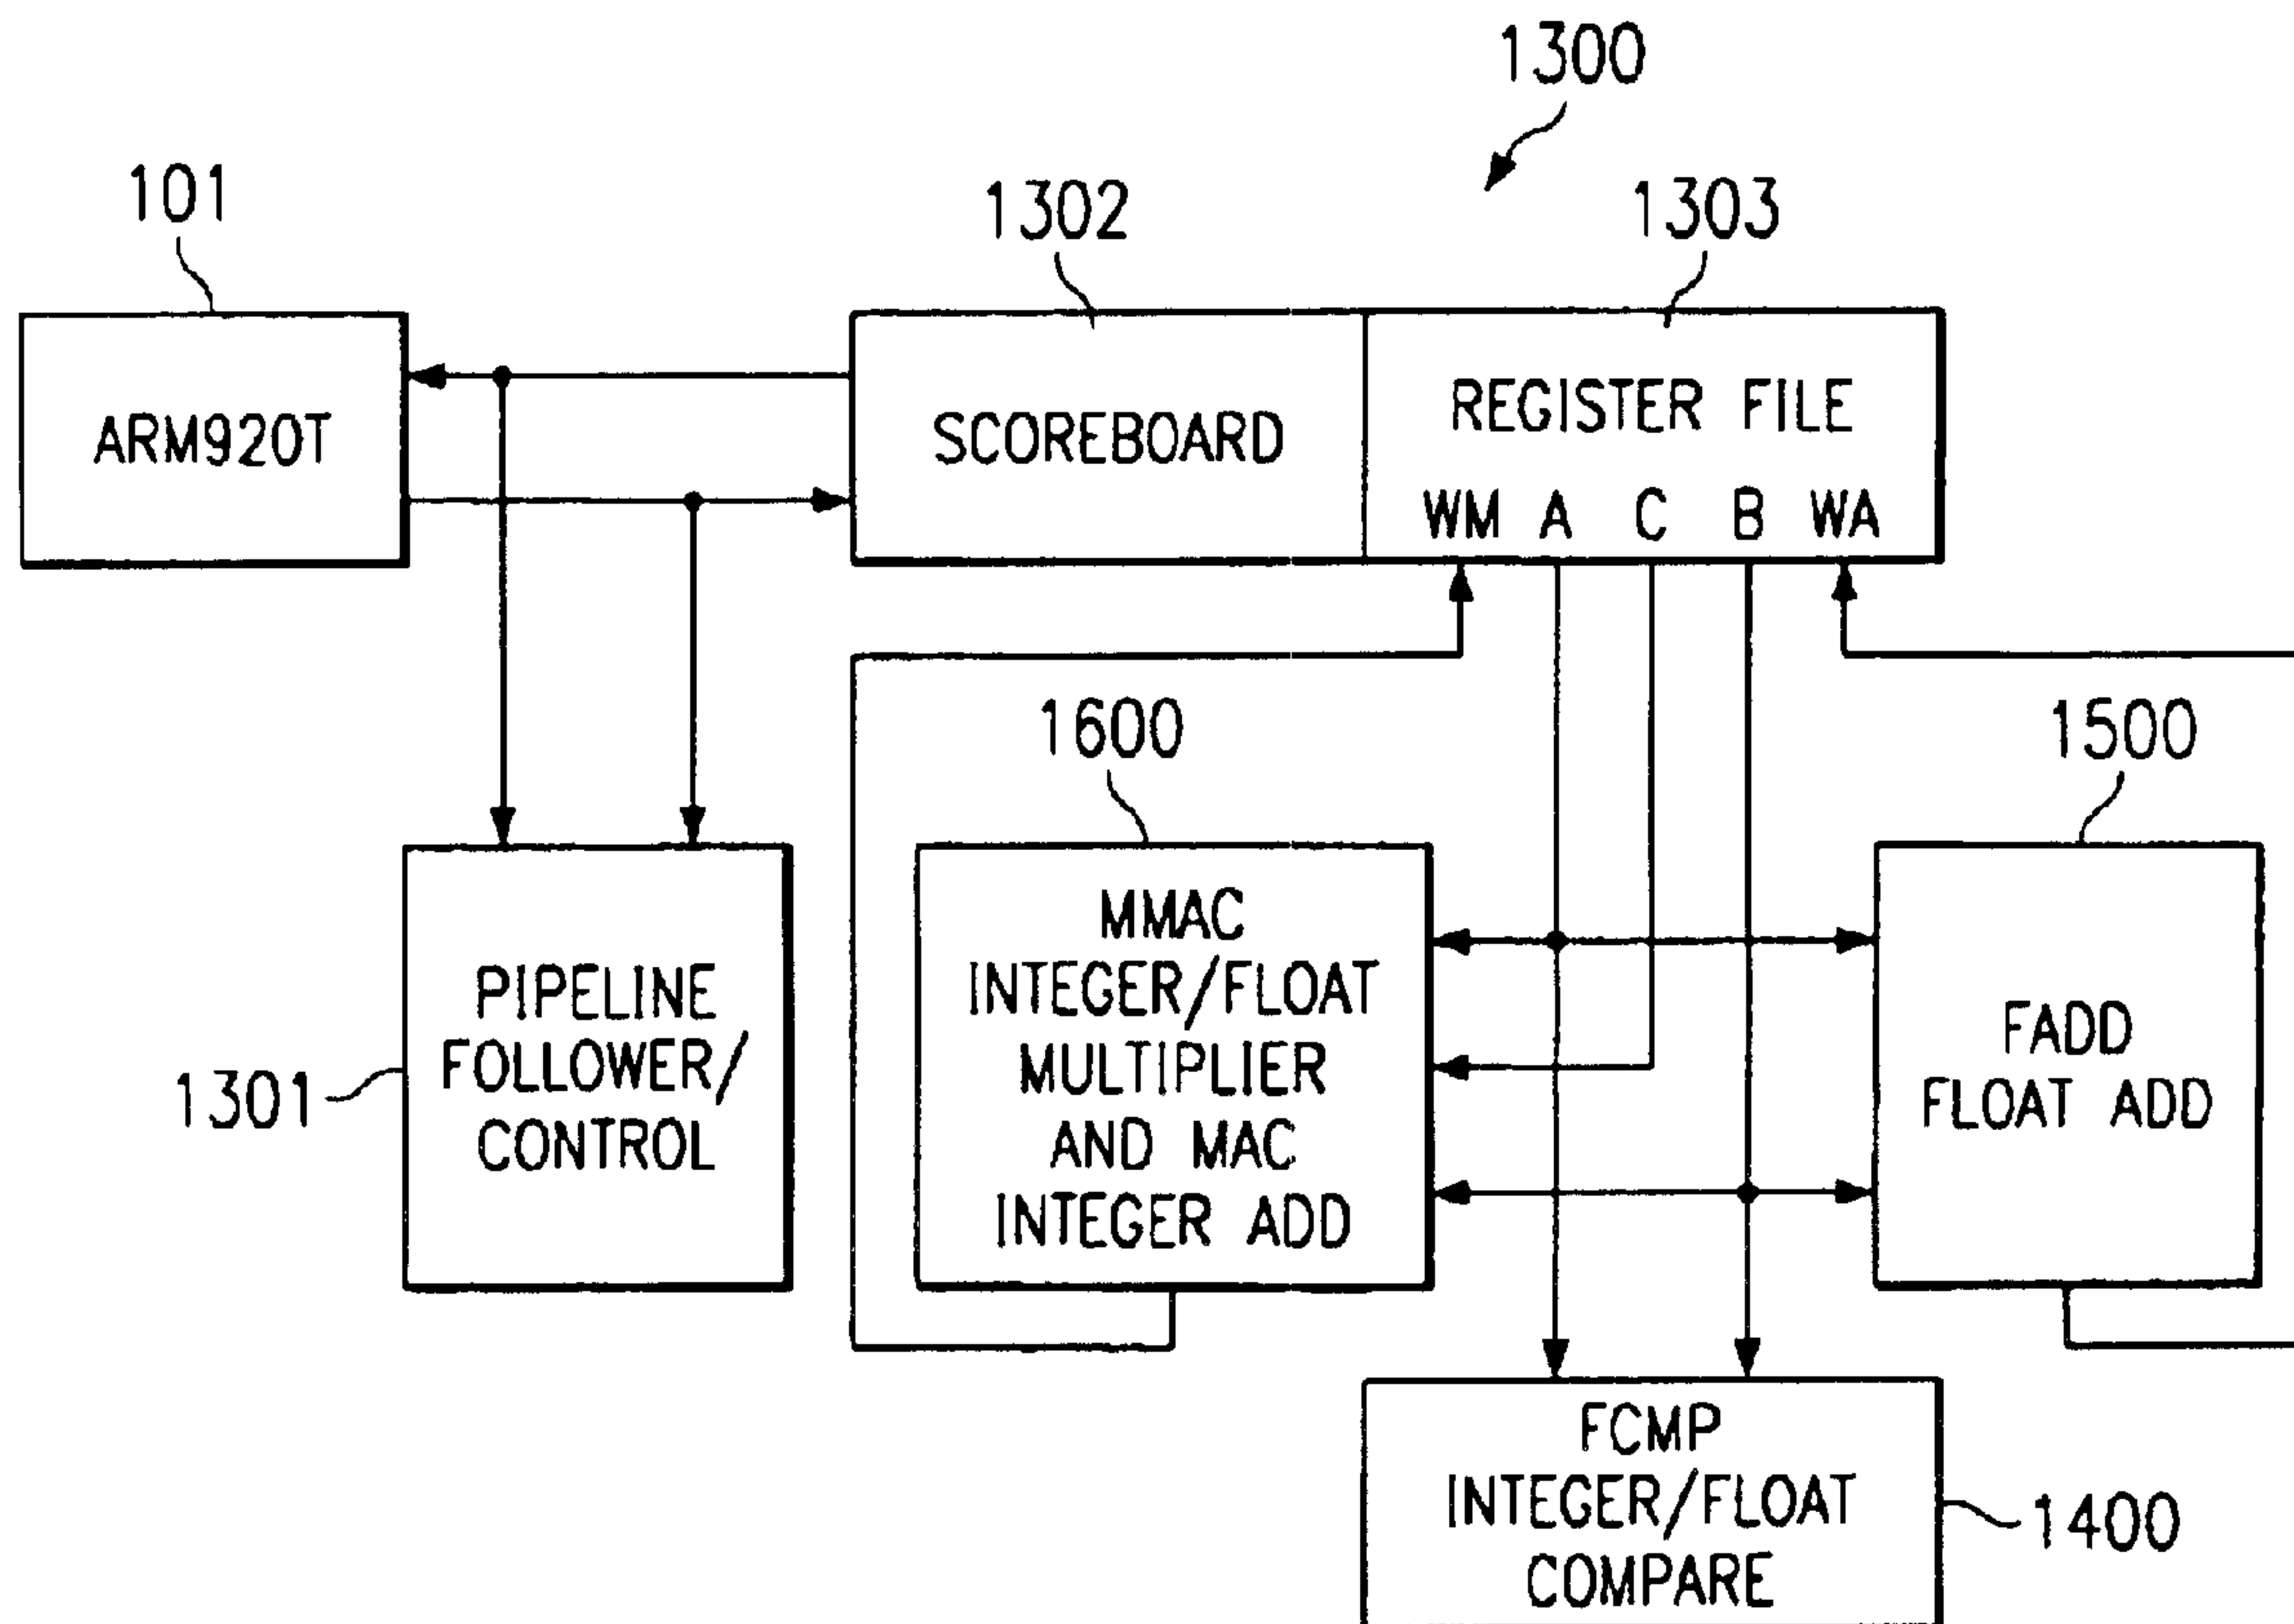 1300
101
1302
1303
ARM920T
SCOREBOARD
REGISTER FILE
WM A C B WA
1600
1500
MMAC
INTEGER/FLOAT
MULTIPLIER
AND MAC
INTEGER ADD
PIPELINE
FOLLOWER/
CONTROL
1301
FADD
FLOAT ADD
FCMP
INTEGER/FLOAT
COMPARE
1400